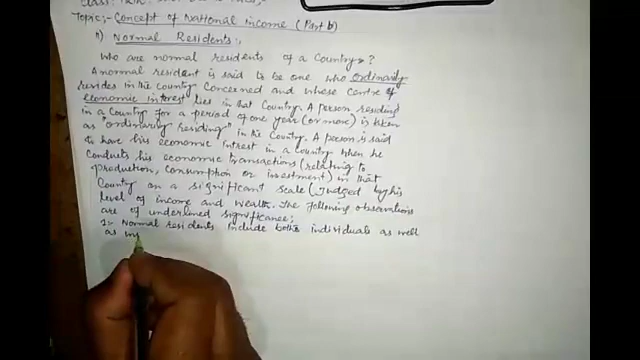 Topic;- Concept of National Income (Part b)
Normal Residents:,
Who are normal residents of a Country?
A normal resident is said to be one who ordinarily
resides in the country concerned and whose centre of
economic interest lies in that Country. A person residing
in a Country for a period of one year (or more) is taken
as "ordinarily residing" in the Country. A person is said
to have his economic interest in a country when he
conducts his economic transactions (relating to
production, consumption or investment) in that
Country on a significant scale (Judged by his
level of income and wealth. The following observations
are of underlined significance;
1:- Normal residents include both individuals as well
as